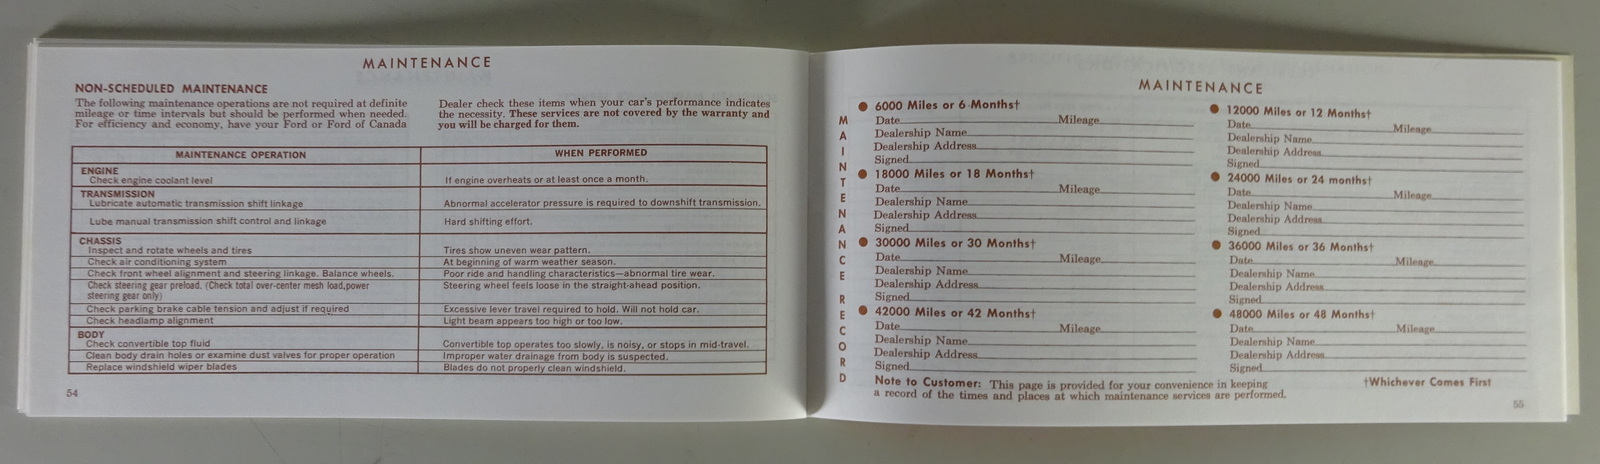 MAINTENANCE
NON-SCHEDULED MAINTENANCE
The following maintenance operations are not required at definite
mileage or time intervals but should be performed when needed.
For efficiency and economy, have your Ford or Ford of Canada
Dealer check these items when your car's performance indicates
the necessity. These services are not covered by the warranty and
you will be charged for them.
MAINTENANCE OPERATION WHEN PERFORMED
ENGINE
Check engine coolant level If engine overheats or at least once a month.
TRANSMISSION
Lubricate automatic transmission shift linkage Abnormal accelerator pressure is required to downshift transmission.
Lube manual transmission shift control and linkage Hard shifting effort.
CHASSIS
Inspect and rotate wheels and tires Tires show uneven wear pattern.
Check air conditioning system At beginning of warm weather season.
Check front wheel alignment and steering linkage. Balance wheels. Poor ride and handling characteristics—abnormal tire wear.
Check steering gear preload. (Check total over-center mesh load,power Steering wheel feels loose in the straight-ahead position.
steering gear only)
Check parking brake cable tension and adjust if required Excessive lever travel required to hold. Will not hold car.
Check headlamp alignment Light beam appears too high or too low.
BODY
Check convertible top fluid Convertible top operates too slowly, is noisy, or stops in mid-travel.
Clean body drain holes or examine dust valves for proper operation Improper water drainage from body is suspected.
Replace windshield wiper blades Blades do not properly clean windshield.
54
MAINTENANCE
MAINTENANCE RECORD
6000 Miles or 6 Months†
Date Mileage
Dealership Name
Dealership Address
Signed
18000 Miles or 18 Months†
Date Mileage
Dealership Name
Dealership Address
Signed
30000 Miles or 30 Months†
Date Mileage
Dealership Name
Dealership Address
Signed
42000 Miles or 42 Months†
Date Mileage
Dealership Name
Dealership Address
Signed
12000 Miles or 12 Months†
Date Mileage
Dealership Name
Dealership Address
Signed
24000 Miles or 24 months†
Date Mileage
Dealership Name
Dealership Address
Signed
36000 Miles or 36 Months†
Date Mileage
Dealership Name
Dealership Address
Signed
48000 Miles or 48 Months†
Date Mileage
Dealership Name
Dealership Address
Signed
Note to Customer: This page is provided for your convenience in keeping
a record of the times and places at which maintenance services are performed.
†Whichever Comes First
55